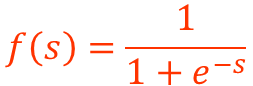 f(s) = 1 / (1 + e^{-s})